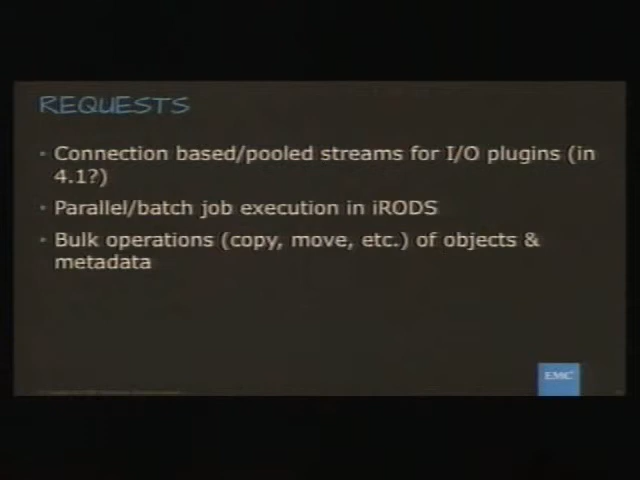 REQUESTS
• Connection based/pooled streams for I/O plugins (in
4.1?)
• Parallel/batch job execution in iRODS
• Bulk operations (copy, move, etc.) of objects &
metadata
EMC²